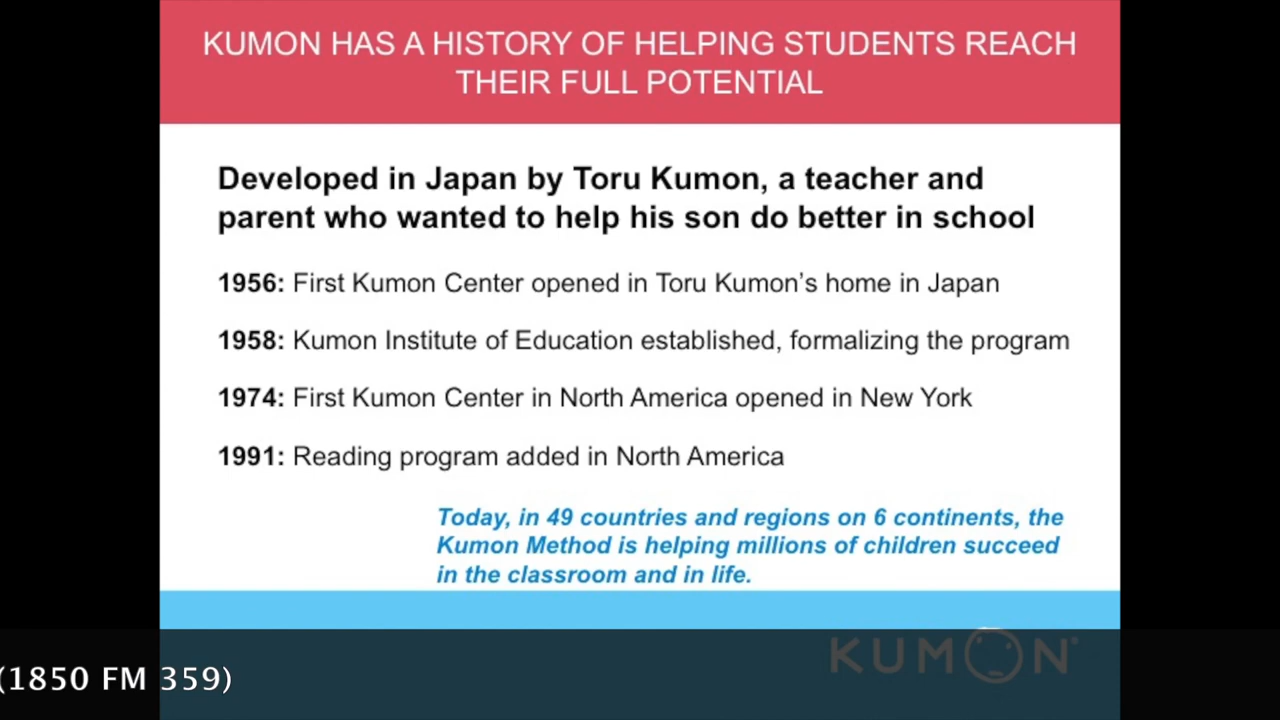 KUMON HAS A HISTORY OF HELPING STUDENTS REACH
THEIR FULL POTENTIAL
Developed in Japan by Toru Kumon, a teacher and
parent who wanted to help his son do better in school
1956: First Kumon Center opened in Toru Kumon’s home in Japan
1958: Kumon Institute of Education established, formalizing the program
1974: First Kumon Center in North America opened in New York
1991: Reading program added in North America
Today, in 49 countries and regions on 6 continents, the
Kumon Method is helping millions of children succeed
in the classroom and in life.
KUMON
(1850 FM 359)